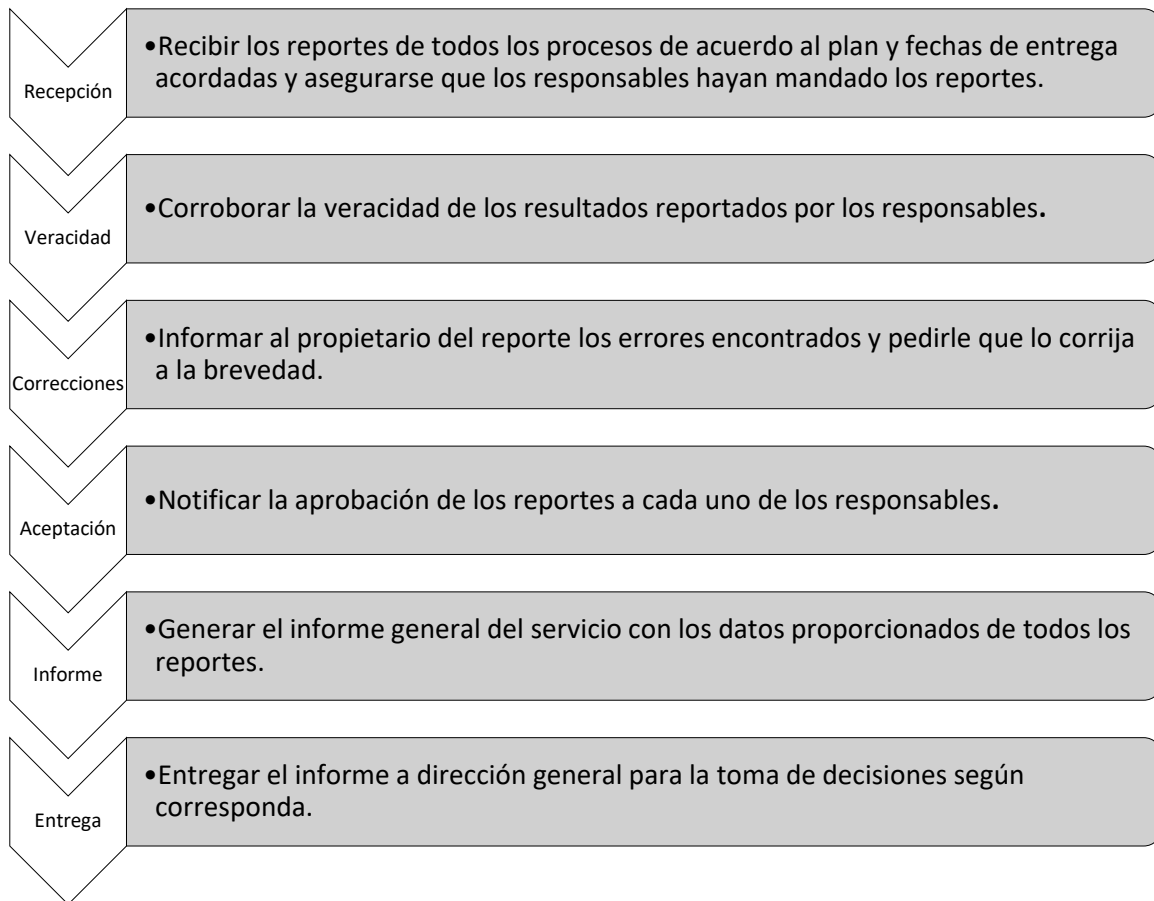 Recepción
•Recibir los reportes de todos los procesos de acuerdo al plan y fechas de entrega
acordadas y asegurarse que los responsables hayan mandado los reportes.
Veracidad
•Corroborar la veracidad de los resultados reportados por los responsables.
Correcciones
•Informar al propietario del reporte los errores encontrados y pedirle que lo corrija
a la brevedad.
Aceptación
•Notificar la aprobación de los reportes a cada uno de los responsables.
Informe
•Generar el informe general del servicio con los datos proporcionados de todos los
reportes.
Entrega
•Entregar el informe a dirección general para la toma de decisiones según
corresponda.